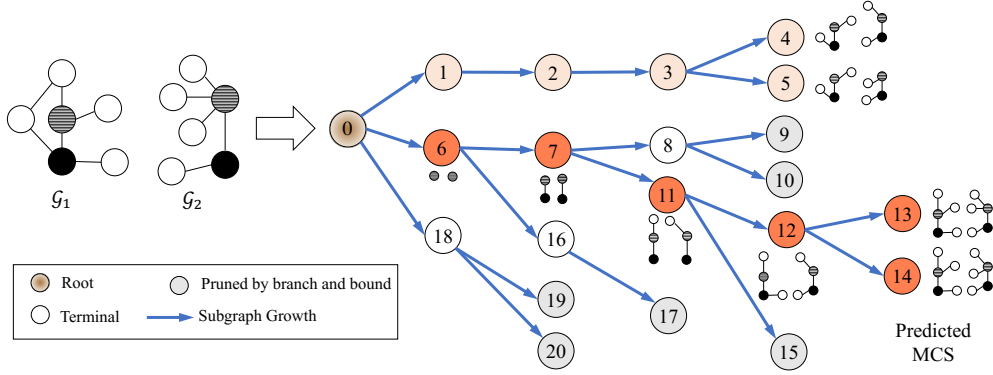 4
1
2
3
5
0
6
7
8
9
10
11
𝒢₁
𝒢₂
12
13
18
16
14
Root
Pruned by branch and bound
19
Terminal
Subgraph Growth
17
20
15
Predicted
MCS